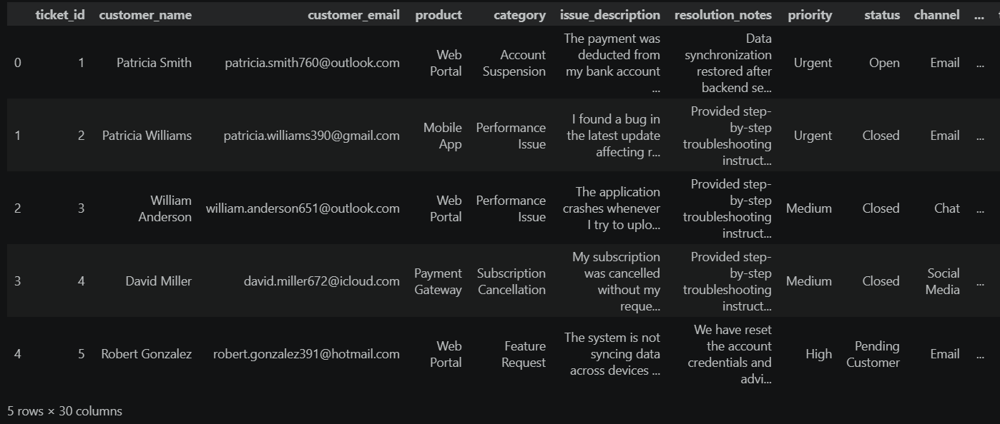 ticket_id customer_name customer_email product category issue_description resolution_notes priority status channel ...
0 1 Patricia Smith patricia.smith760@outlook.com Web Portal Account Suspension The payment was deducted from my bank account ... Data synchronization restored after backend se... Urgent Open Email ...
1 2 Patricia Williams patricia.williams390@gmail.com Mobile App Performance Issue I found a bug in the latest update affecting r... Provided step-by-step troubleshooting instruct... Urgent Closed Email ...
2 3 William Anderson william.anderson651@outlook.com Web Portal Performance Issue The application crashes whenever I try to uplo... Provided step-by-step troubleshooting instruct... Medium Closed Chat ...
3 4 David Miller david.miller672@icloud.com Payment Gateway Subscription Cancellation My subscription was cancelled without my reque... Provided step-by-step troubleshooting instruct... Medium Closed Social Media ...
4 5 Robert Gonzalez robert.gonzalez391@hotmail.com Web Portal Feature Request The system is not syncing data across devices ... We have reset the account credentials and advi... High Pending Customer Email ...
5 rows × 30 columns